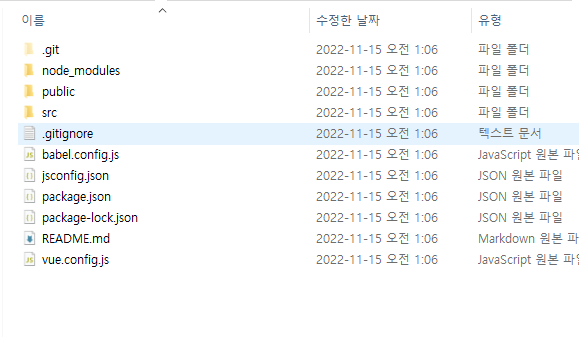 이름 수정한 날짜 유형
.git 2022-11-15 오전 1:06 파일 폴더
node_modules 2022-11-15 오전 1:06 파일 폴더
public 2022-11-15 오전 1:06 파일 폴더
src 2022-11-15 오전 1:06 파일 폴더
.gitignore 2022-11-15 오전 1:06 텍스트 문서
babel.config.js 2022-11-15 오전 1:06 JavaScript 원본 파일
jsconfig.json 2022-11-15 오전 1:06 JSON 원본 파일
package.json 2022-11-15 오전 1:06 JSON 원본 파일
package-lock.json 2022-11-15 오전 1:06 JSON 원본 파일
README.md 2022-11-15 오전 1:06 Markdown 원본 파
vue.config.js 2022-11-15 오전 1:06 JavaScript 원본 파일